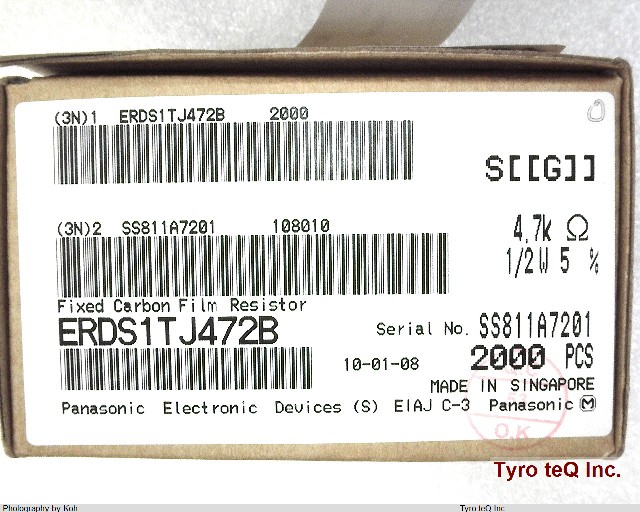 (3N)1 ERDS1TJ472B 2000
S[[G]]
(3N)2 SS811A7201 108010
4.7k Ω
1/2W 5 %
Fixed Carbon Film Resistor
ERDS1TJ472B
Serial No. SS811A7201
10-01-08 2000 PCS
MADE IN SINGAPORE
Panasonic Electronic Devices (S) EIAJ C-3 Panasonic M
O.K
Tyro teQ Inc.
Photography by Koh
Tyro teQ Inc